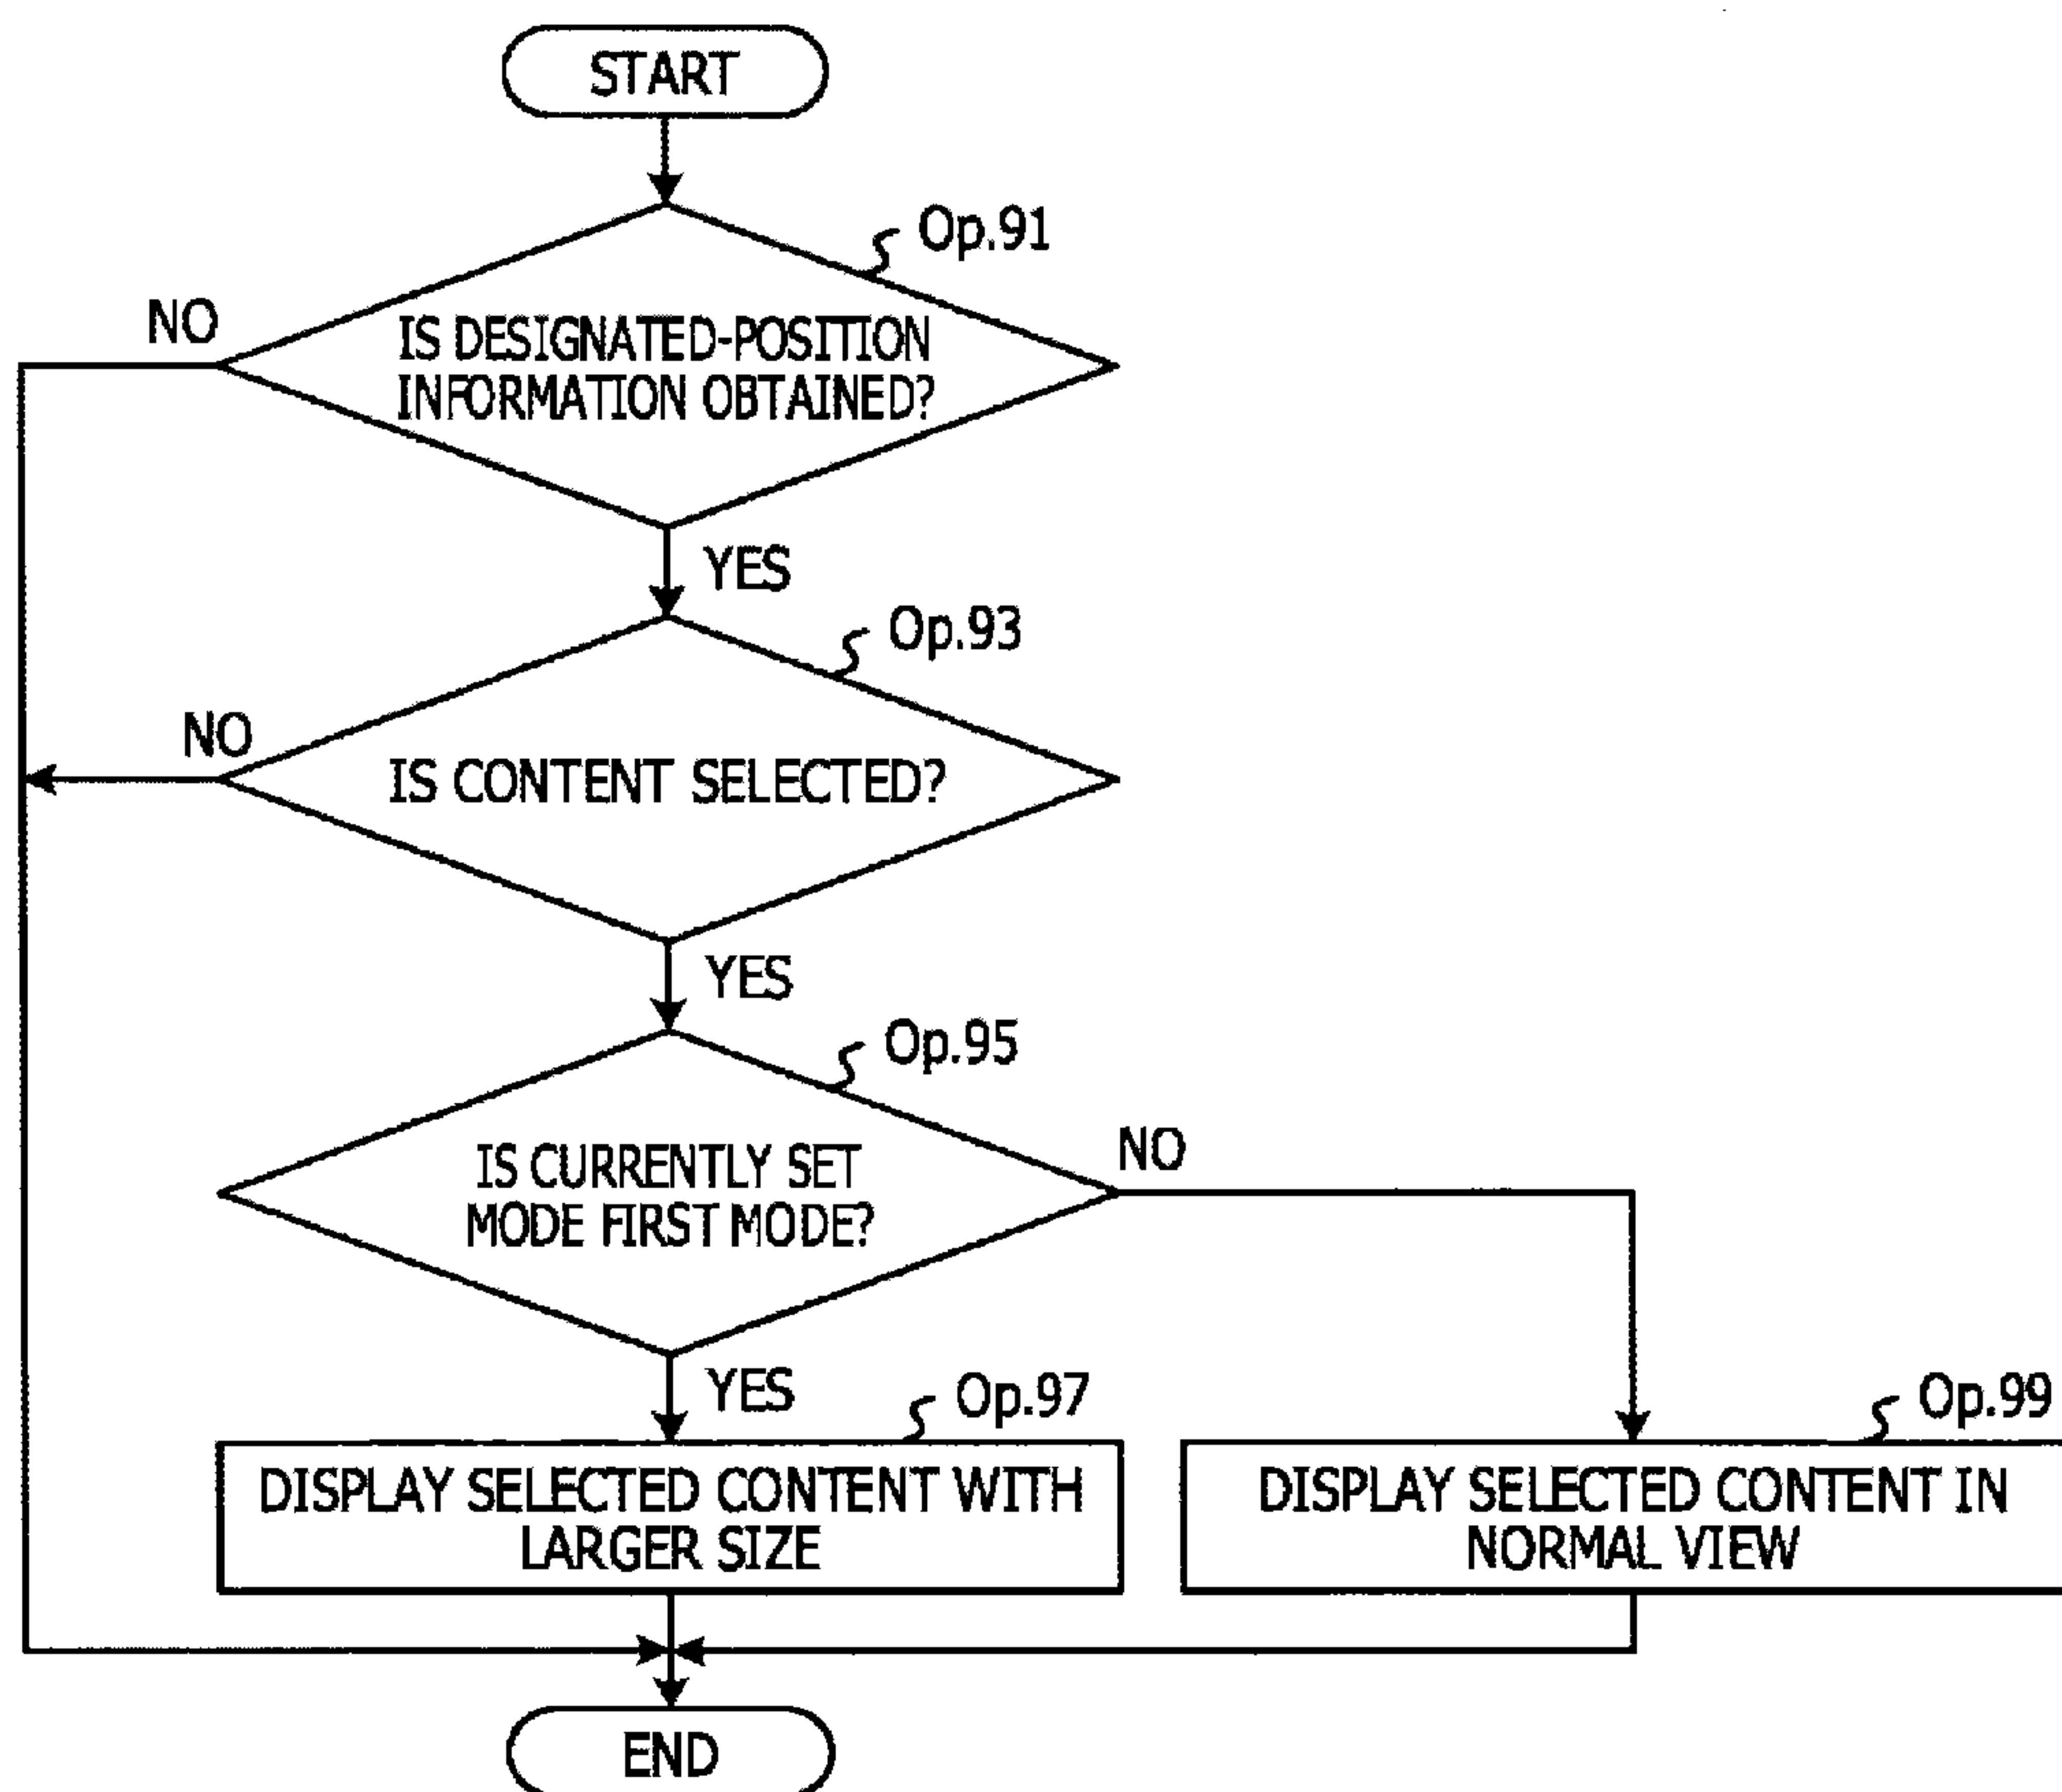 START
Op.91
NO
IS DESIGNATED-POSITION
INFORMATION OBTAINED?
YES
Op.93
NO
IS CONTENT SELECTED?
YES
Op.95
NO
IS CURRENTLY SET
MODE FIRST MODE?
YES
Op.97
Op.99
DISPLAY SELECTED CONTENT WITH
LARGER SIZE
DISPLAY SELECTED CONTENT IN
NORMAL VIEW
END